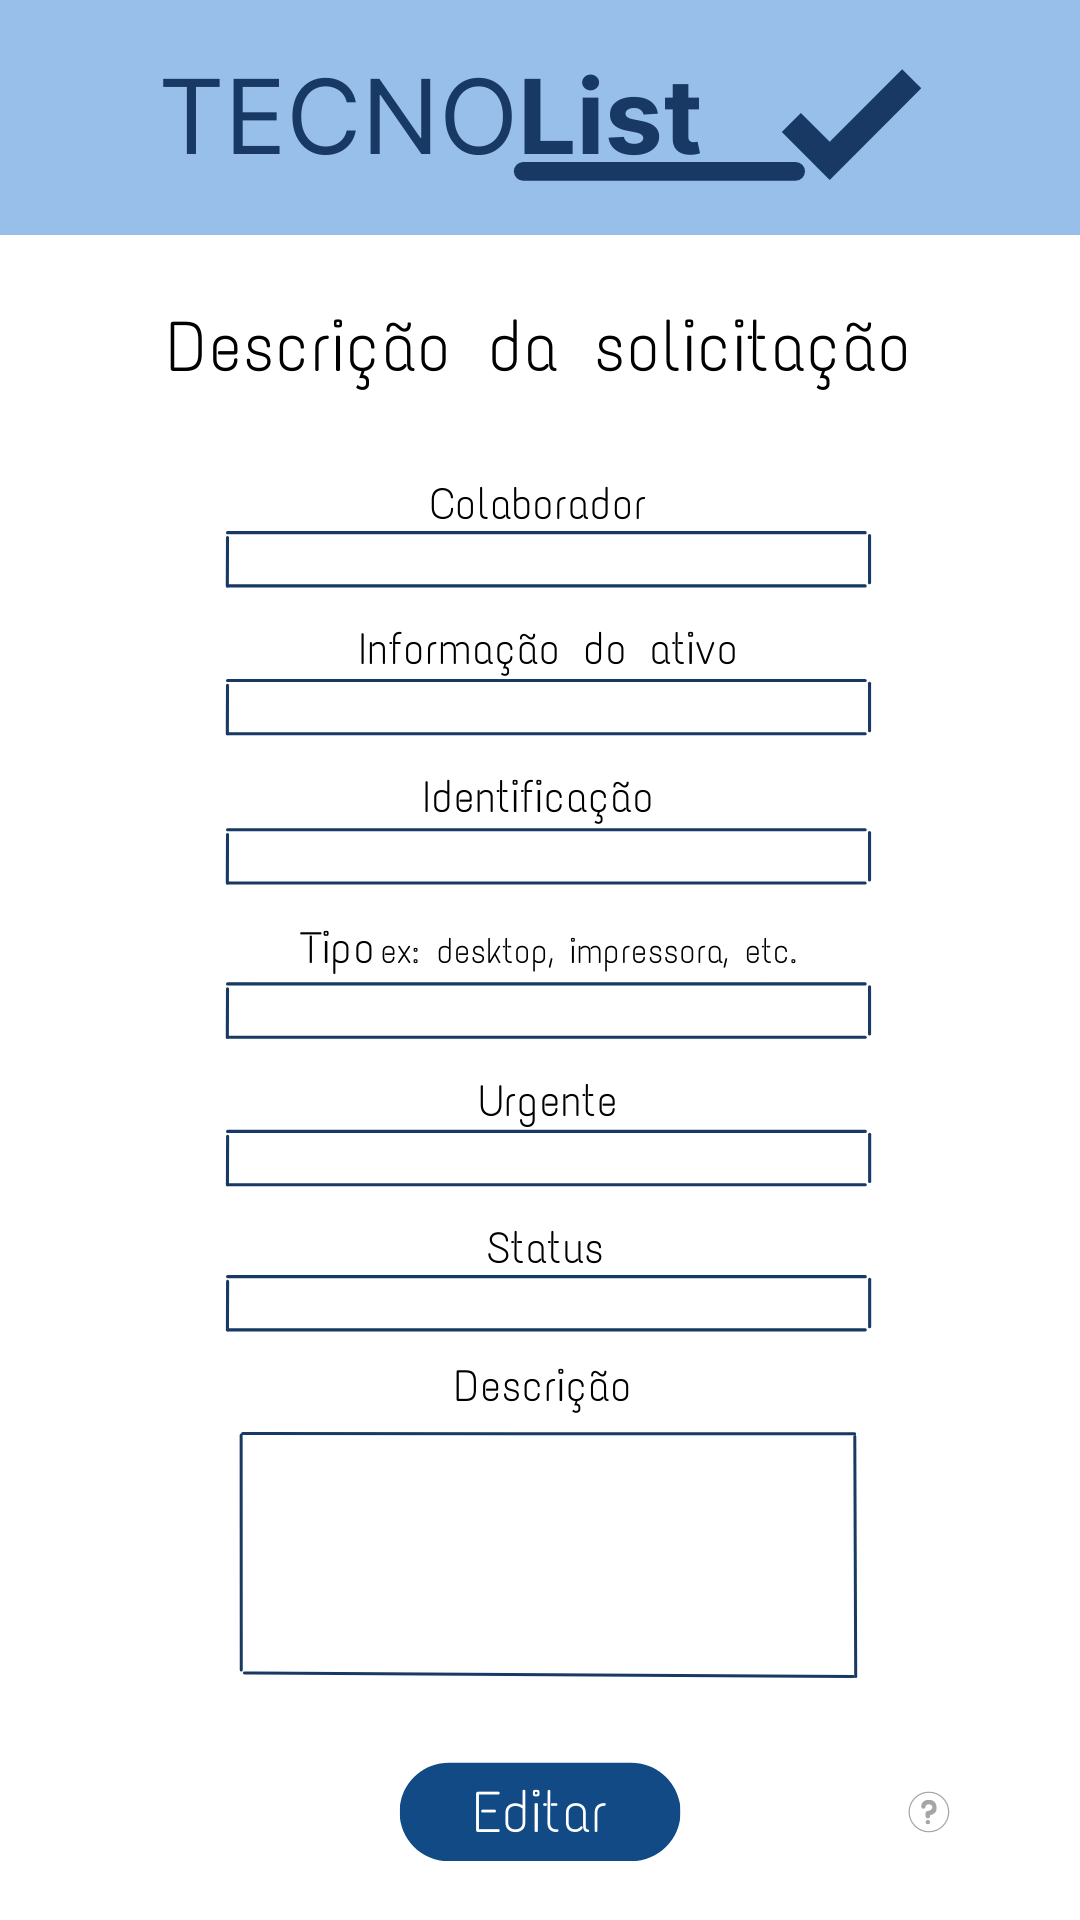 TECNOList
Descrição da solicitação
Colaborador
Informação do ativo
Identificação
Tipo ex: desktop, impressora, etc.
Urgente
Status
Descrição
Editar
?